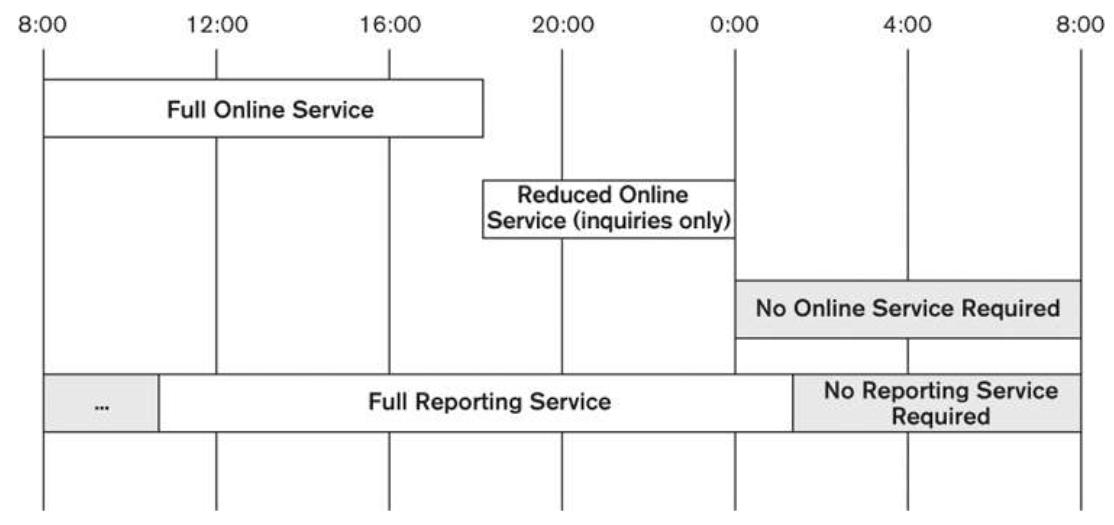 8:00 12:00 16:00 20:00 0:00 4:00 8:00
Full Online Service
Reduced Online
Service (inquiries only)
No Online Service Required
... Full Reporting Service No Reporting Service
Required